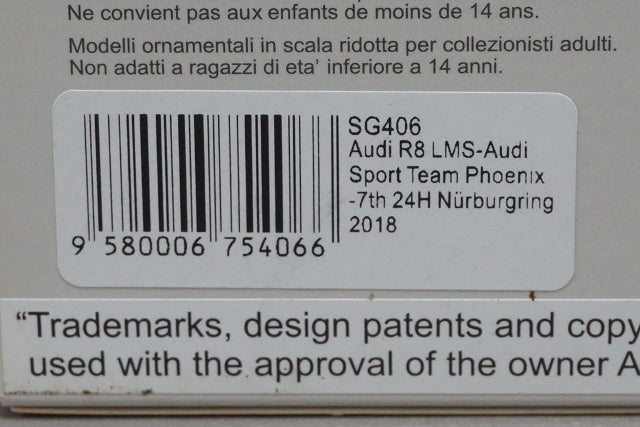 Ne convient pas aux enfants de moins de 14 ans.
Modelli ornamentali in scala ridotta per collezionisti adulti.
Non adatti a ragazzi di eta' inferiore a 14 anni.
SG406
Audi R8 LMS-Audi
Sport Team Phoenix
-7th 24H Nürburgring
2018
9 580006 754066
“Trademarks, design patents and copy
used with the approval of the owner A